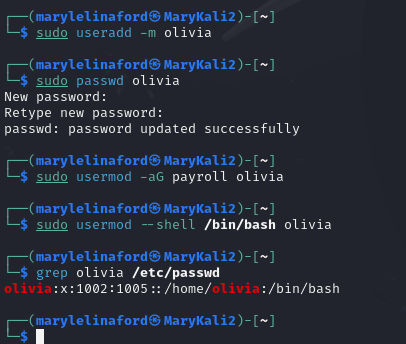 ┌──(marylelinaford㉿MaryKali2)-[~]
└─$ sudo useradd -m olivia
┌──(marylelinaford㉿MaryKali2)-[~]
└─$ sudo passwd olivia
New password:
Retype new password:
passwd: password updated successfully
┌──(marylelinaford㉿MaryKali2)-[~]
└─$ sudo usermod -aG payroll olivia
┌──(marylelinaford㉿MaryKali2)-[~]
└─$ sudo usermod --shell /bin/bash olivia
┌──(marylelinaford㉿MaryKali2)-[~]
└─$ grep olivia /etc/passwd
olivia:x:1002:1005::/home/olivia:/bin/bash
┌──(marylelinaford㉿MaryKali2)-[~]
└─$